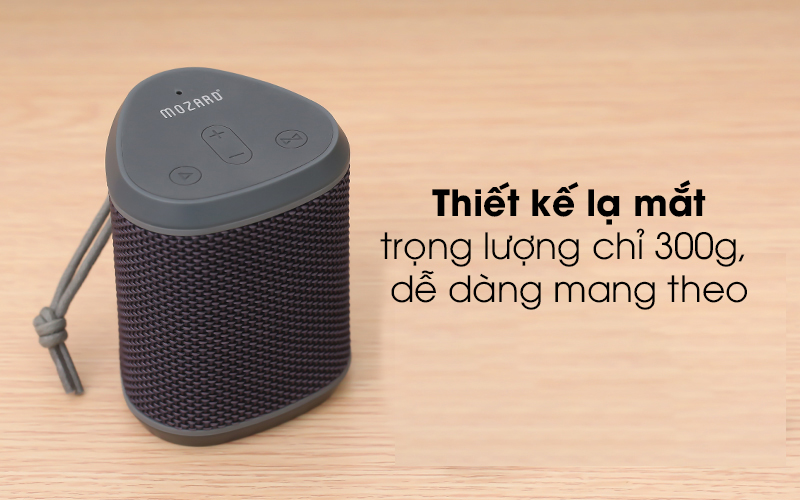 MOZARD
Thiết kế lạ mắt
trọng lượng chỉ 300g,
dễ dàng mang theo